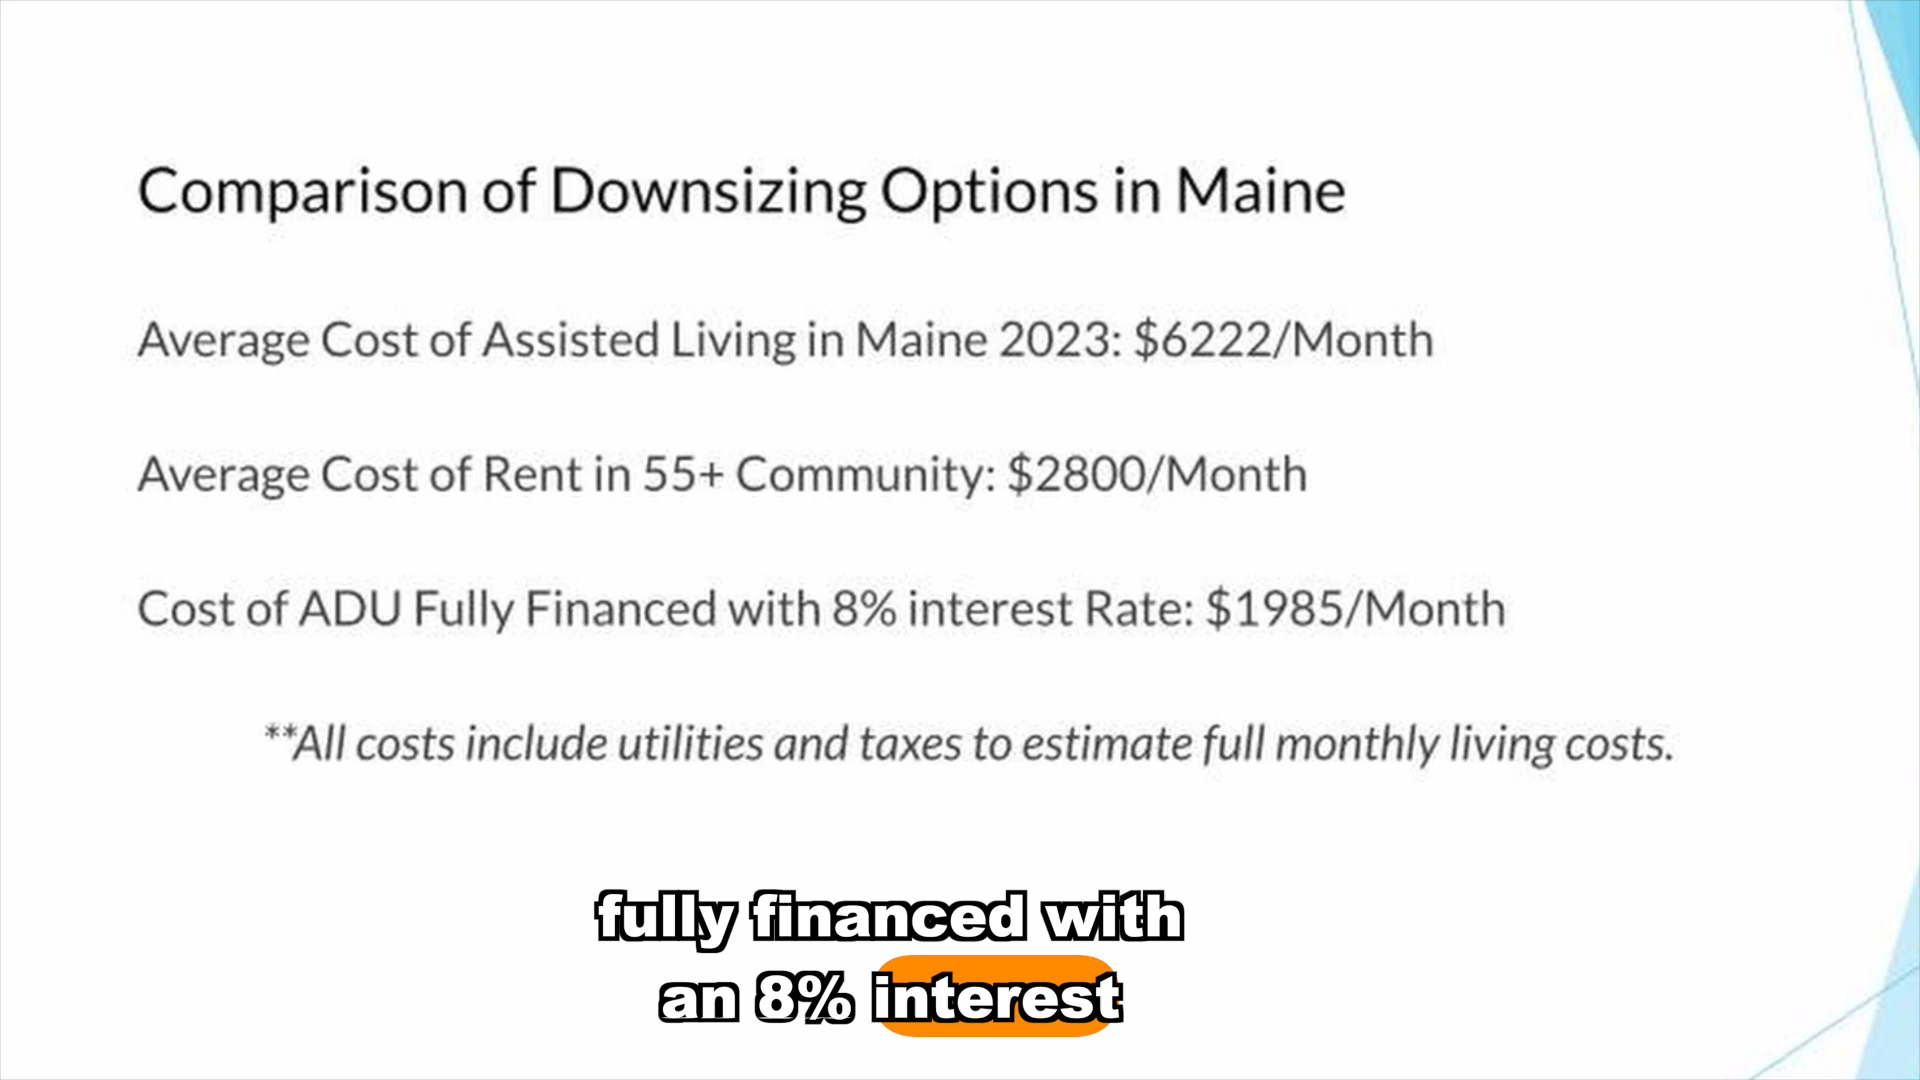 Comparison of Downsizing Options in Maine
Average Cost of Assisted Living in Maine 2023: $6222/Month
Average Cost of Rent in 55+ Community: $2800/Month
Cost of ADU Fully Financed with 8% interest Rate: $1985/Month
**All costs include utilities and taxes to estimate full monthly living costs.
fully financed with
an 8% interest